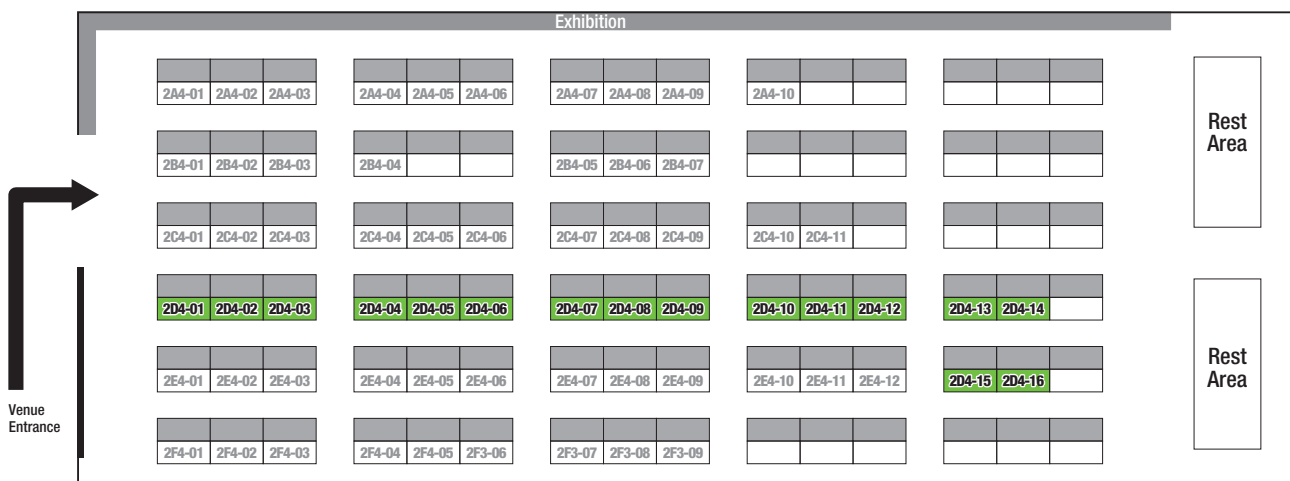 Exhibition
2A4-01 2A4-02 2A4-03 2A4-04 2A4-05 2A4-06 2A4-07 2A4-08 2A4-09 2A4-10
Rest
Area
2B4-01 2B4-02 2B4-03 2B4-04 2B4-05 2B4-06 2B4-07
2C4-01 2C4-02 2C4-03 2C4-04 2C4-05 2C4-06 2C4-07 2C4-08 2C4-09 2C4-10 2C4-11
2D4-01 2D4-02 2D4-03 2D4-04 2D4-05 2D4-06 2D4-07 2D4-08 2D4-09 2D4-10 2D4-11 2D4-12 2D4-13 2D4-14
Rest
Area
2E4-01 2E4-02 2E4-03 2E4-04 2E4-05 2E4-06 2E4-07 2E4-08 2E4-09 2E4-10 2E4-11 2E4-12 2D4-15 2D4-16
Venue
Entrance
2F4-01 2F4-02 2F4-03 2F4-04 2F4-05 2F3-06 2F3-07 2F3-08 2F3-09